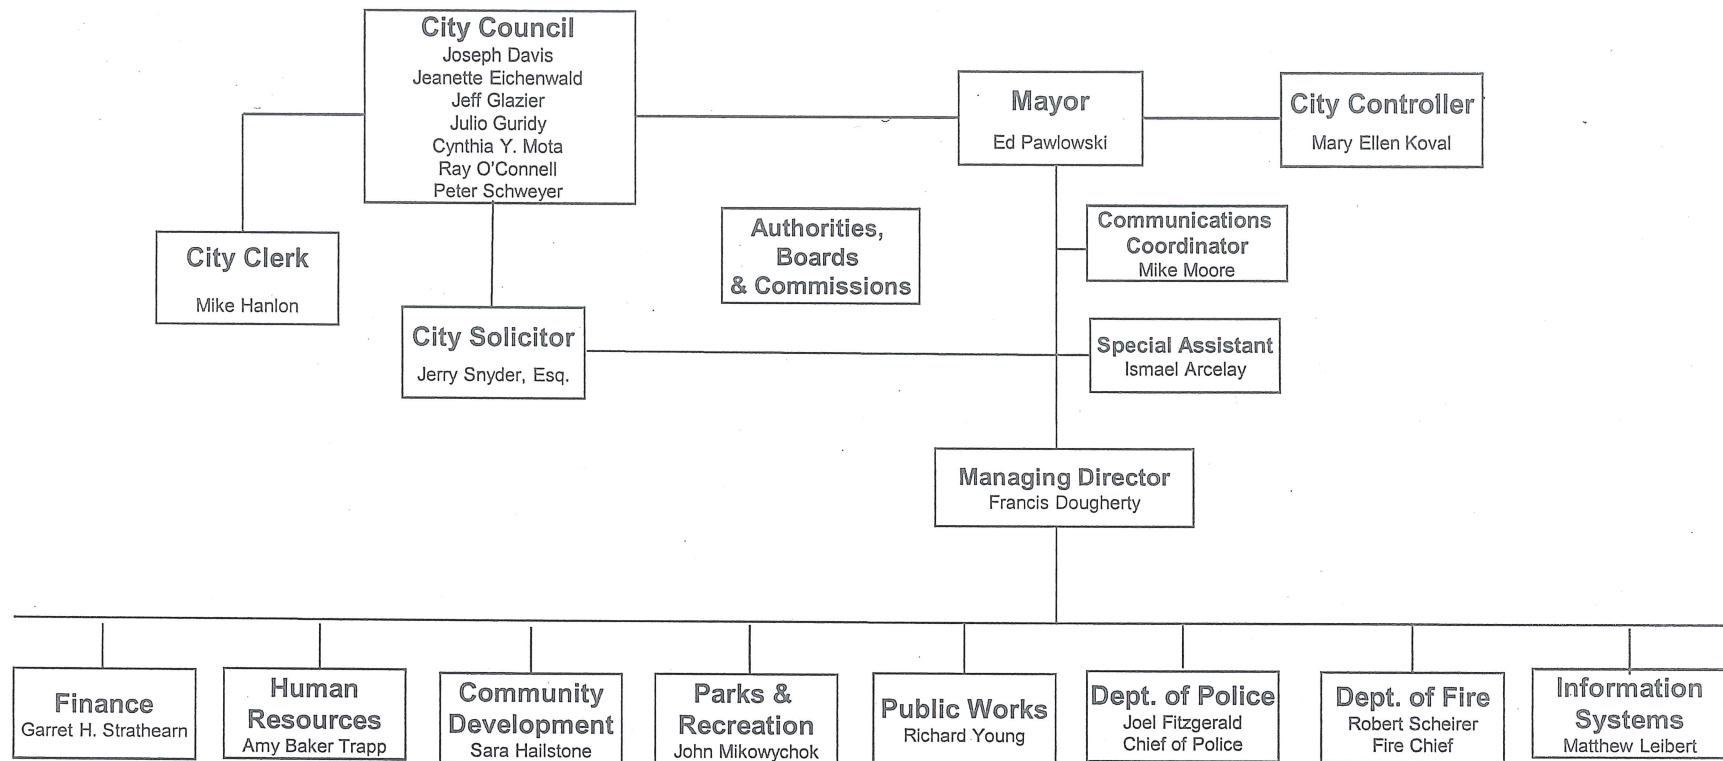 City Council
Joseph Davis
Jeanette Eichenwald
Jeff Glazier
Julio Guridy
Cynthia Y. Mota
Ray O'Connell
Peter Schweyer
Mayor
Ed Pawlowski
City Controller
Mary Ellen Koval
City Clerk
Mike Hanlon
Authorities,
Boards
& Commissions
Communications
Coordinator
Mike Moore
City Solicitor
Jerry Snyder, Esq.
Special Assistant
Ismael Arcelay
Managing Director
Francis Dougherty
Finance
Garret H. Strathearn
Human
Resources
Amy Baker Trapp
Community
Development
Sara Hailstone
Parks &
Recreation
John Mikowychok
Public Works
Richard Young
Dept. of Police
Joel Fitzgerald
Chief of Police
Dept. of Fire
Robert Scheirer
Fire Chief
Information
Systems
Matthew Leibert